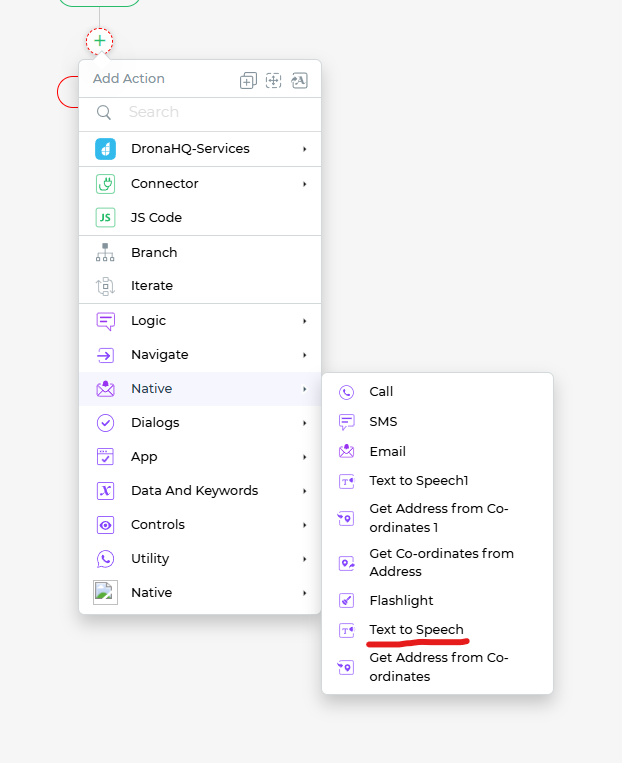 Add Action
Search
DronaHQ-Services
Connector
JS
JS Code
Branch
Iterate
Logic
Navigate
Native
Dialogs
App
Data And Keywords
Controls
Utility
Native
Call
SMS
Email
Text to Speech1
Get Address from Co-
ordinates 1
Get Co-ordinates from
Address
Flashlight
Text to Speech
Get Address from Co-
ordinates